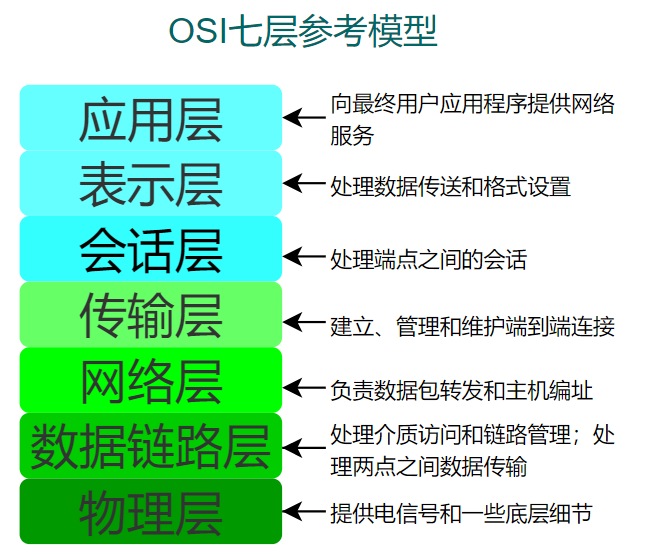 OSI七层参考模型
应用层
向最终用户应用程序提供网络
服务
表示层
处理数据传送和格式设置
会话层
处理端点之间的会话
传输层
建立、管理和维护端到端连接
网络层
负责数据包转发和主机编址
数据链路层
处理介质访问和链路管理；处
理两点之间数据传输
物理层
提供电信号和一些底层细节